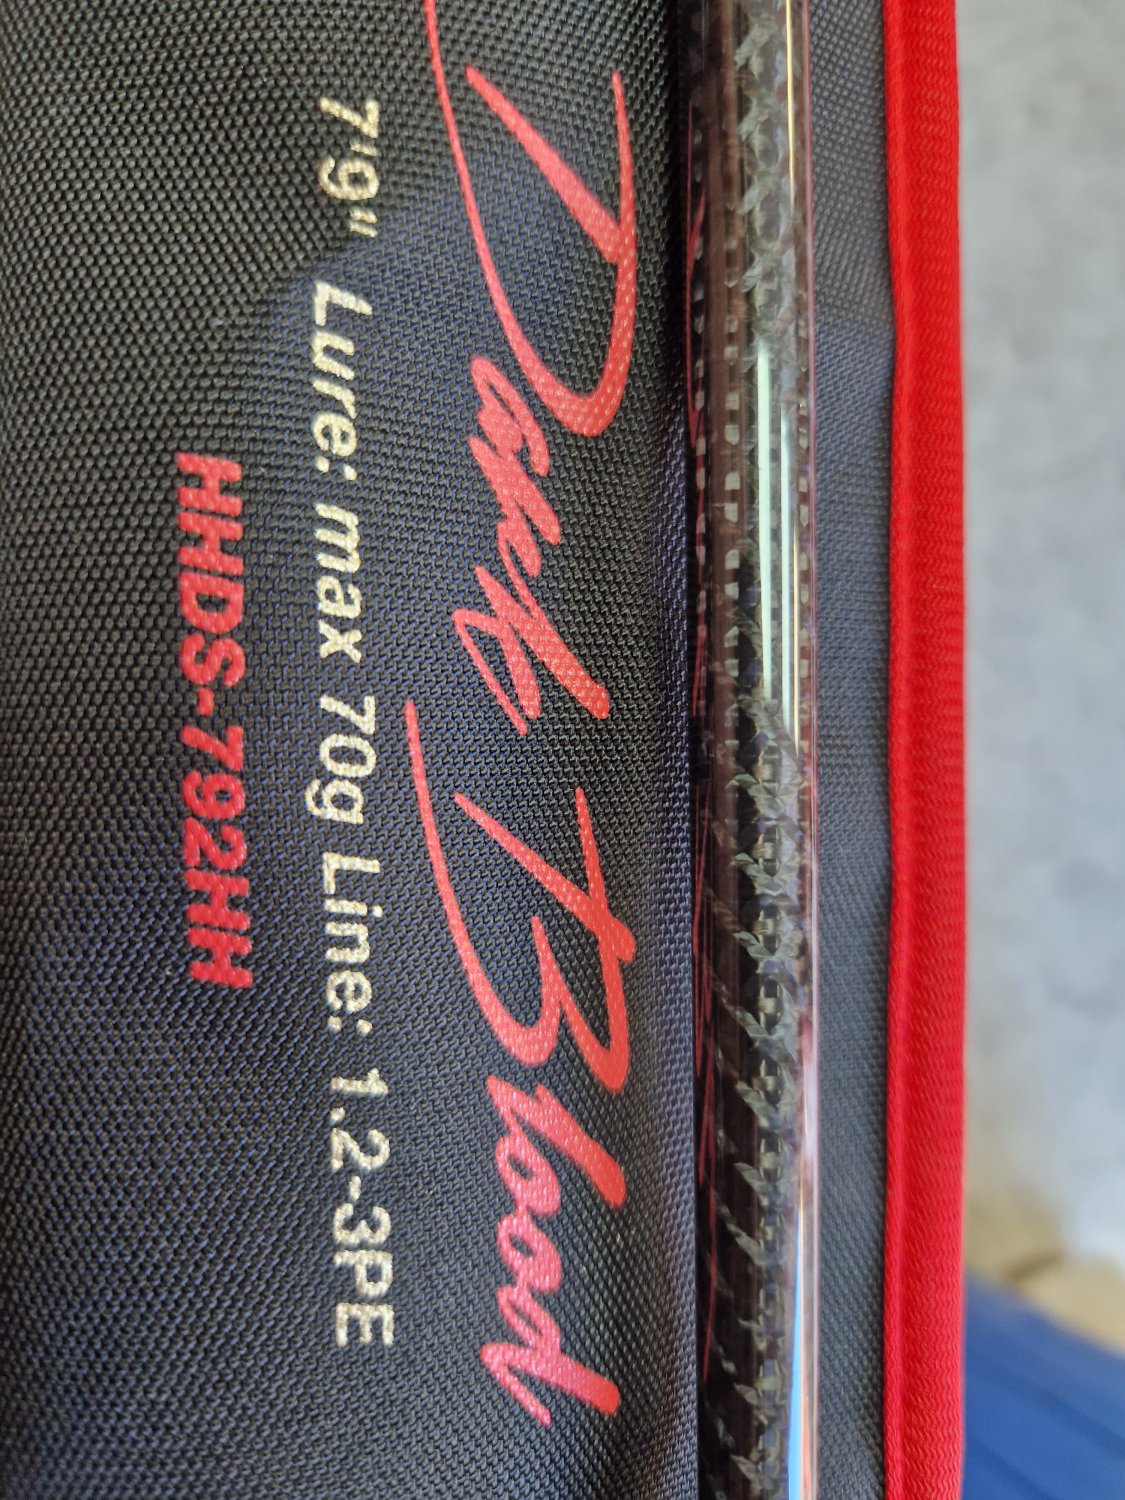 Dark Blood
7'9" Lure: max 70g Line: 1.2-3PE
HHDS-792HH